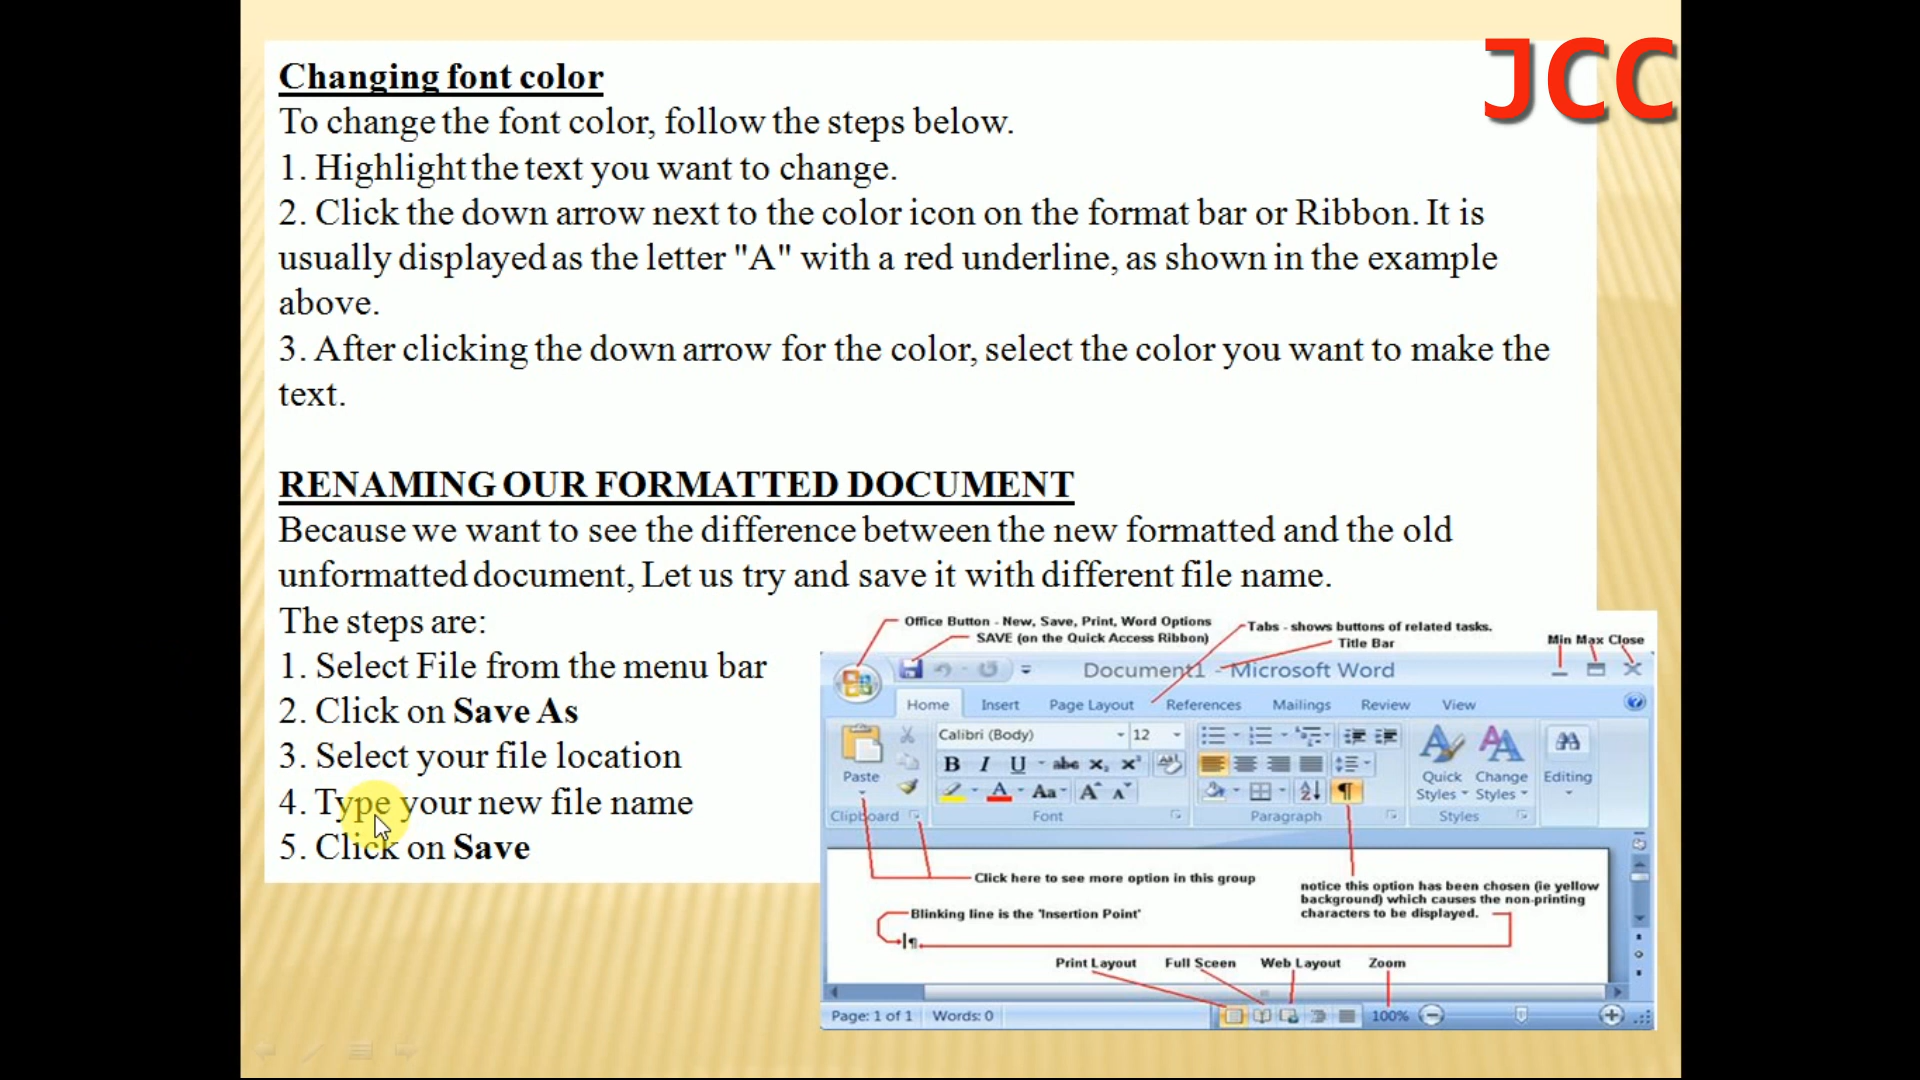 JCC
Changing font color
To change the font color, follow the steps below.
1. Highlight the text you want to change.
2. Click the down arrow next to the color icon on the format bar or Ribbon. It is
usually displayed as the letter "A" with a red underline, as shown in the example
above.
3. After clicking the down arrow for the color, select the color you want to make the
text.
RENAMING OUR FORMATTED DOCUMENT
Because we want to see the difference between the new formatted and the old
unformatted document, Let us try and save it with different file name.
The steps are:
1. Select File from the menu bar
2. Click on Save As
3. Select your file location
4. Type your new file name
5. Click on Save
Office Button - New, Save, Print, Word Options
SAVE (on the Quick Access Ribbon)
Tabs - shows buttons of related tasks.
Title Bar
Min Max Close
Document1 - Microsoft Word
Home Insert Page Layout References Mailings Review View
Calibri (Body) 12
B I U abc x₂ x² Aa
A Aa A A
Paste
Quick Styles
Change Styles
Editing
Clipboard Font Paragraph Styles
Click here to see more option in this group
notice this option has been chosen (ie yellow
background) which causes the non-printing
characters to be displayed.
Blinking line is the 'Insertion Point'
¶
Print Layout Full Sceen Web Layout Zoom
Page: 1 of 1 Words: 0 100%